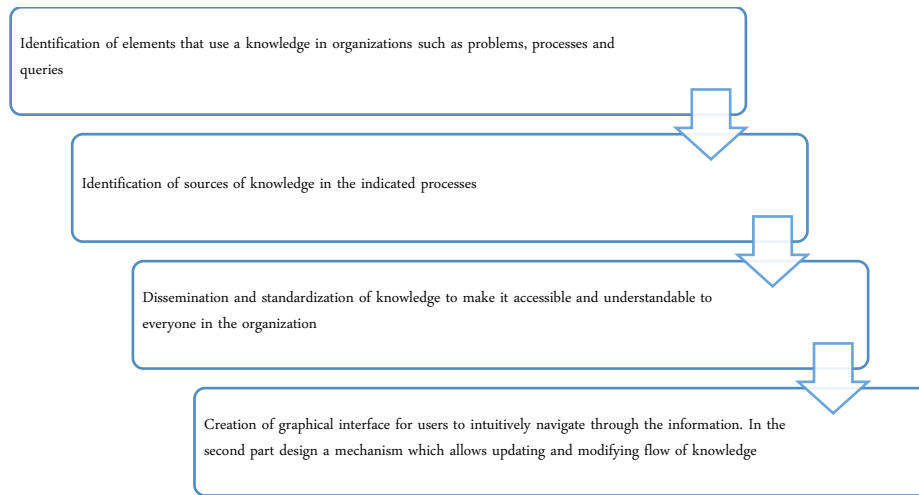 Identification of elements that use a knowledge in organizations such as problems, processes and
queries
Identification of sources of knowledge in the indicated processes
Dissemination and standardization of knowledge to make it accessible and understandable to
everyone in the organization
Creation of graphical interface for users to intuitively navigate through the information. In the
second part design a mechanism which allows updating and modifying flow of knowledge